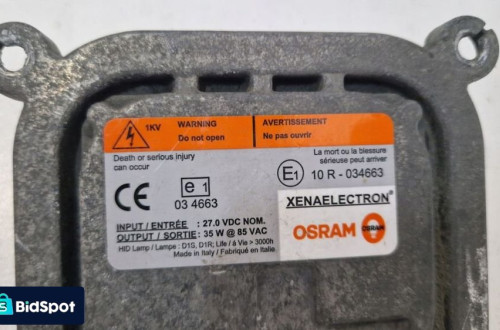 1KV
WARNING
Do not open
AVERTISSEMENT
Ne pas ouvrir
Death or serious injury
can occur
La mort ou la blessure
sérieuse peut arriver
CE
e 1
03 4663
E1 10 R - 034663
INPUT / ENTRÉE : 27.0 VDC NOM.
OUTPUT / SORTIE: 35 W @ 85 VAC
HID Lamp / Lampe : D1S, D1R; Life / à Vie > 3000h
Made in Italy / Fabriqué en Italie
XENAELECTRON®
OSRAM
OSRAM
BidSpot